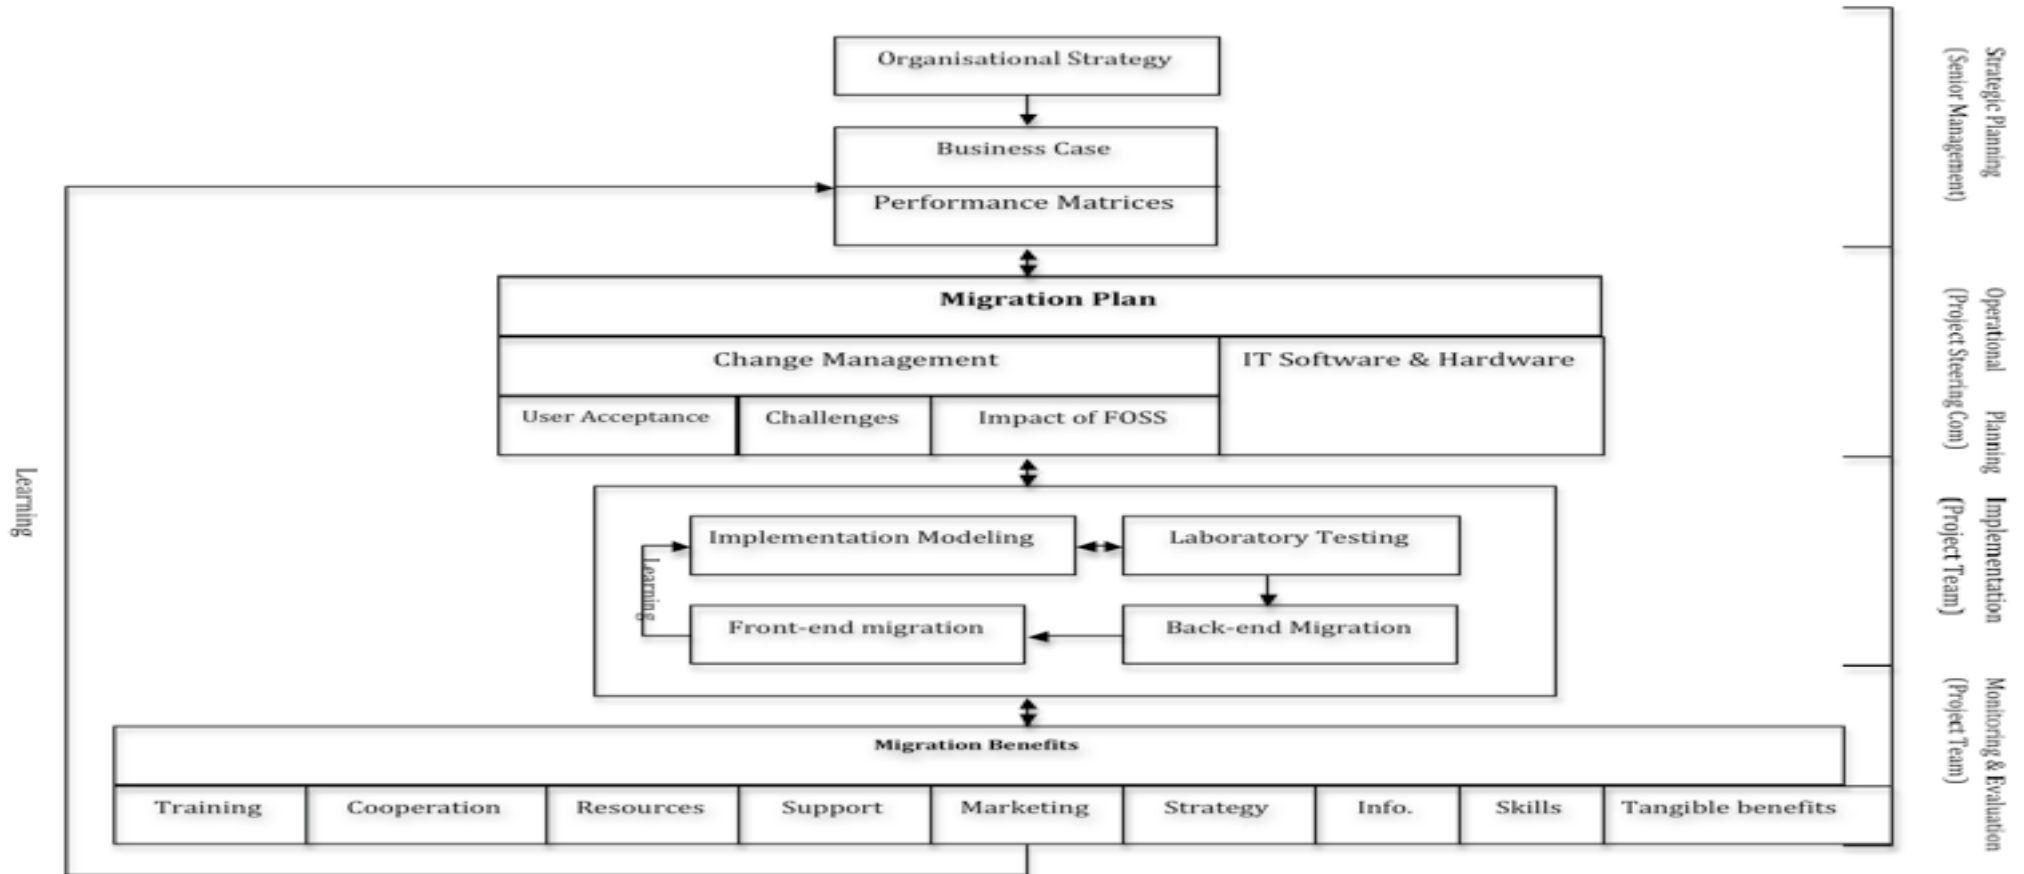 Organisational Strategy
Business Case
Performance Matrices
Strategic Planning
(Senior Management)
Migration Plan
Change Management
IT Software & Hardware
User Acceptance
Challenges
Impact of FOSS
Operational Planning
(Project Steering Com)
Implementation Modeling
Laboratory Testing
Learning
Front-end migration
Back-end Migration
Implementation
(Project Team)
Migration Benefits
Training
Cooperation
Resources
Support
Marketing
Strategy
Info.
Skills
Tangible benefits
Monitoring & Evaluation
(Project Team)
Learning